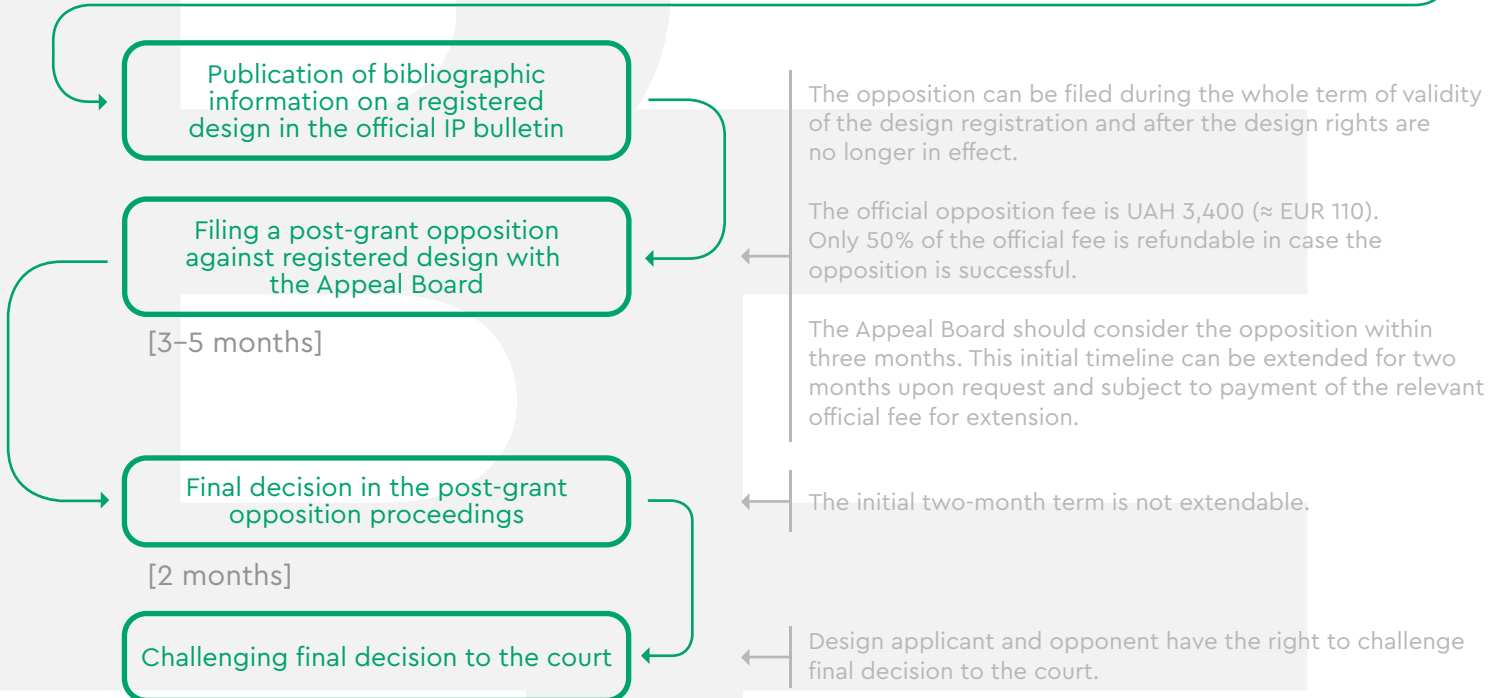 Publication of bibliographic
information on a registered
design in the official IP bulletin
The opposition can be filed during the whole term of validity
of the design registration and after the design rights are
no longer in effect.
Filing a post-grant opposition
against registered design with
the Appeal Board
The official opposition fee is UAH 3,400 (≈ EUR 110).
Only 50% of the official fee is refundable in case the
opposition is successful.
[3–5 months]
The Appeal Board should consider the opposition within
three months. This initial timeline can be extended for two
months upon request and subject to payment of the relevant
official fee for extension.
Final decision in the post-grant
opposition proceedings
The initial two-month term is not extendable.
[2 months]
Challenging final decision to the court
Design applicant and opponent have the right to challenge
final decision to the court.